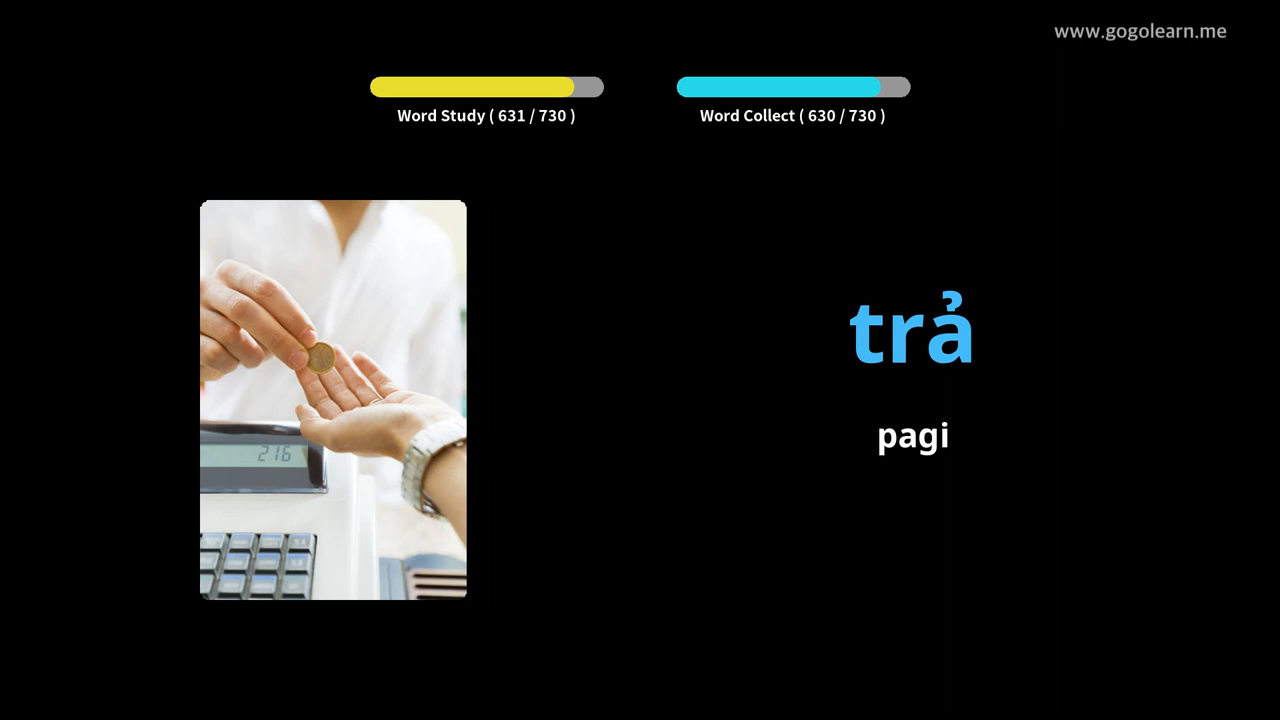 www.gogolearn.me
Word Study ( 631 / 730 )
Word Collect ( 630 / 730 )
216
trả
pagi